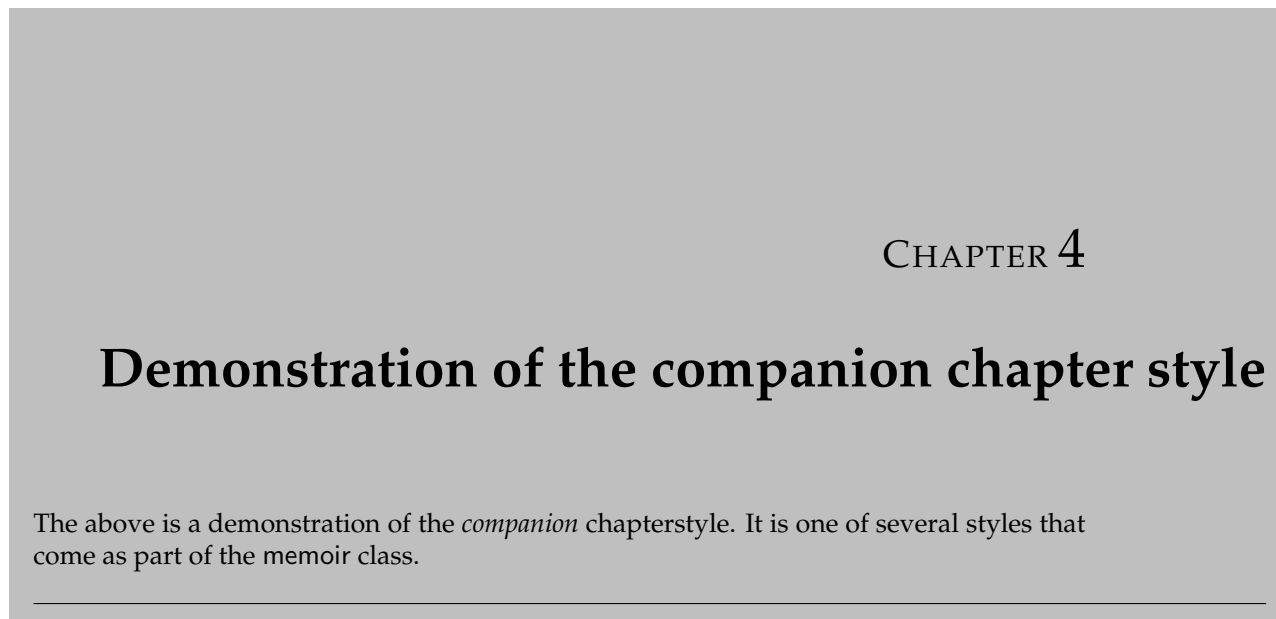 CHAPTER 4
Demonstration of the companion chapter style
The above is a demonstration of the companion chapterstyle. It is one of several styles that
come as part of the memoir class.